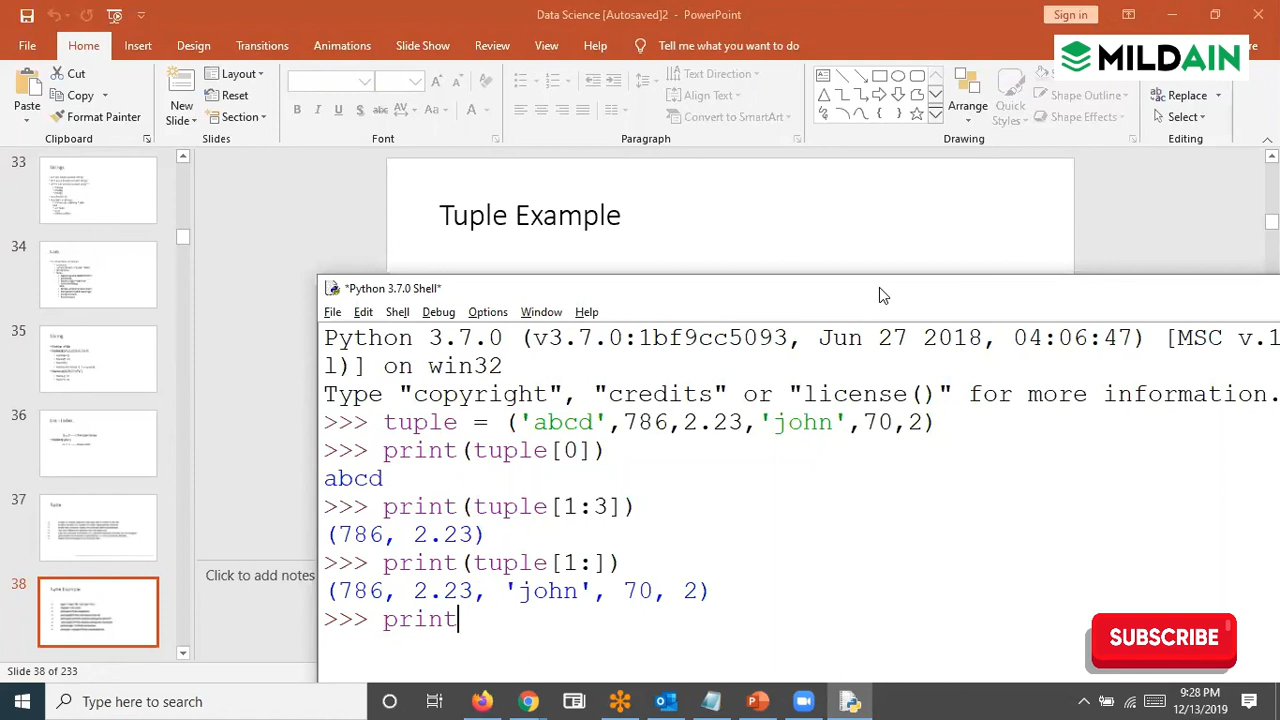 Data Science [Autosaved]2 - PowerPoint
Sign in
File Home Insert Design Transitions Animations Slide Show Review View Help Tell me what you want to do
MILDAIN
Paste
Cut
Copy
Format Painter
Clipboard
New
Slide
Layout
Reset
Section
Slides
Font
Text Direction
Align Text
Convert to SmartArt
Paragraph
Arrange
Quick
Styles
Shape Outline
Shape Effects
Drawing
Replace
Select
Editing
33
34
35
36
37
38
Tuple Example
Click to add notes
*Python 3.7.0 Shell*
File Edit Shell Debug Options Window Help
Python 3.7.0 (v3.7.0:1bf9cc5093, Jun 27 2018, 04:06:47) [MSC v.1
1)] on win32
Type "copyright", "credits" or "license()" for more information.
>>> tuple = ('abcd',786,2.23,'john',70,2)
>>> print(tuple[0])
abcd
>>> print(tuple[1:3])
(786, 2.23)
>>> print(tuple[1:])
(786, 2.23, 'john', 70, 2)
>>> print
SUBSCRIBE
Slide 38 of 233
Type here to search
9:28 PM
12/13/2019